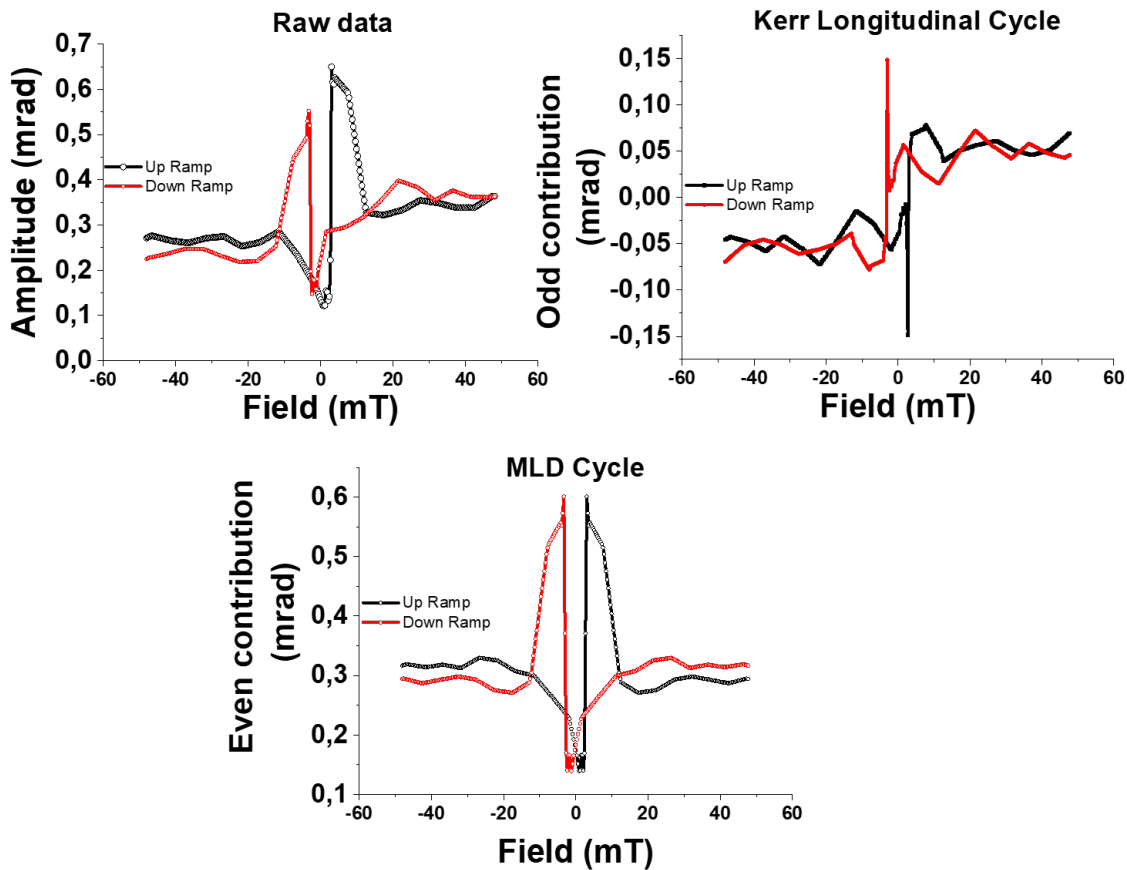 Raw data
Amplitude (mrad)
0,7
0,6
0,5
0,4
0,3
0,2
0,1
0,0
Up Ramp
Down Ramp
-60 -40 -20 0 20 40 60
Field (mT)
Kerr Longitudinal Cycle
Odd contribution
(mrad)
0,15
0,10
0,05
0,00
-0,05
-0,10
-0,15
Up Ramp
Down Ramp
-60 -40 -20 0 20 40 60
Field (mT)
MLD Cycle
Even contribution
(mrad)
0,6
0,5
0,4
0,3
0,2
0,1
Up Ramp
Down Ramp
-60 -40 -20 0 20 40 60
Field (mT)